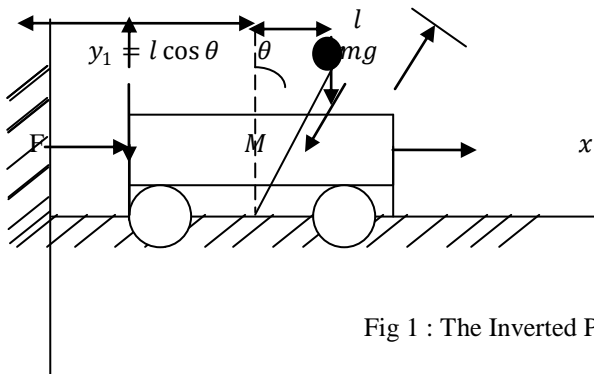 l
y₁ = l cos θ θ mg
F M x
Fig 1 : The Inverted P